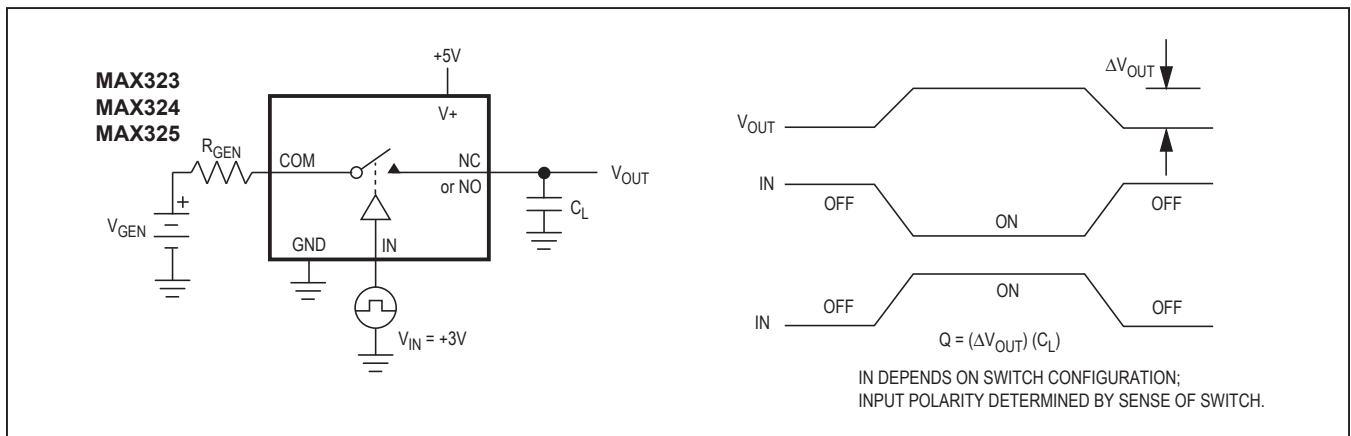 MAX323
MAX324
MAX325
+5V
V+
RGEN
COM
NC
or NO
VOUT
CL
+
VGEN
GND
IN
VIN = +3V
ΔVOUT
VOUT
IN
OFF
ON
OFF
IN
OFF
ON
OFF
Q = (ΔVOUT) (CL)
IN DEPENDS ON SWITCH CONFIGURATION;
INPUT POLARITY DETERMINED BY SENSE OF SWITCH.